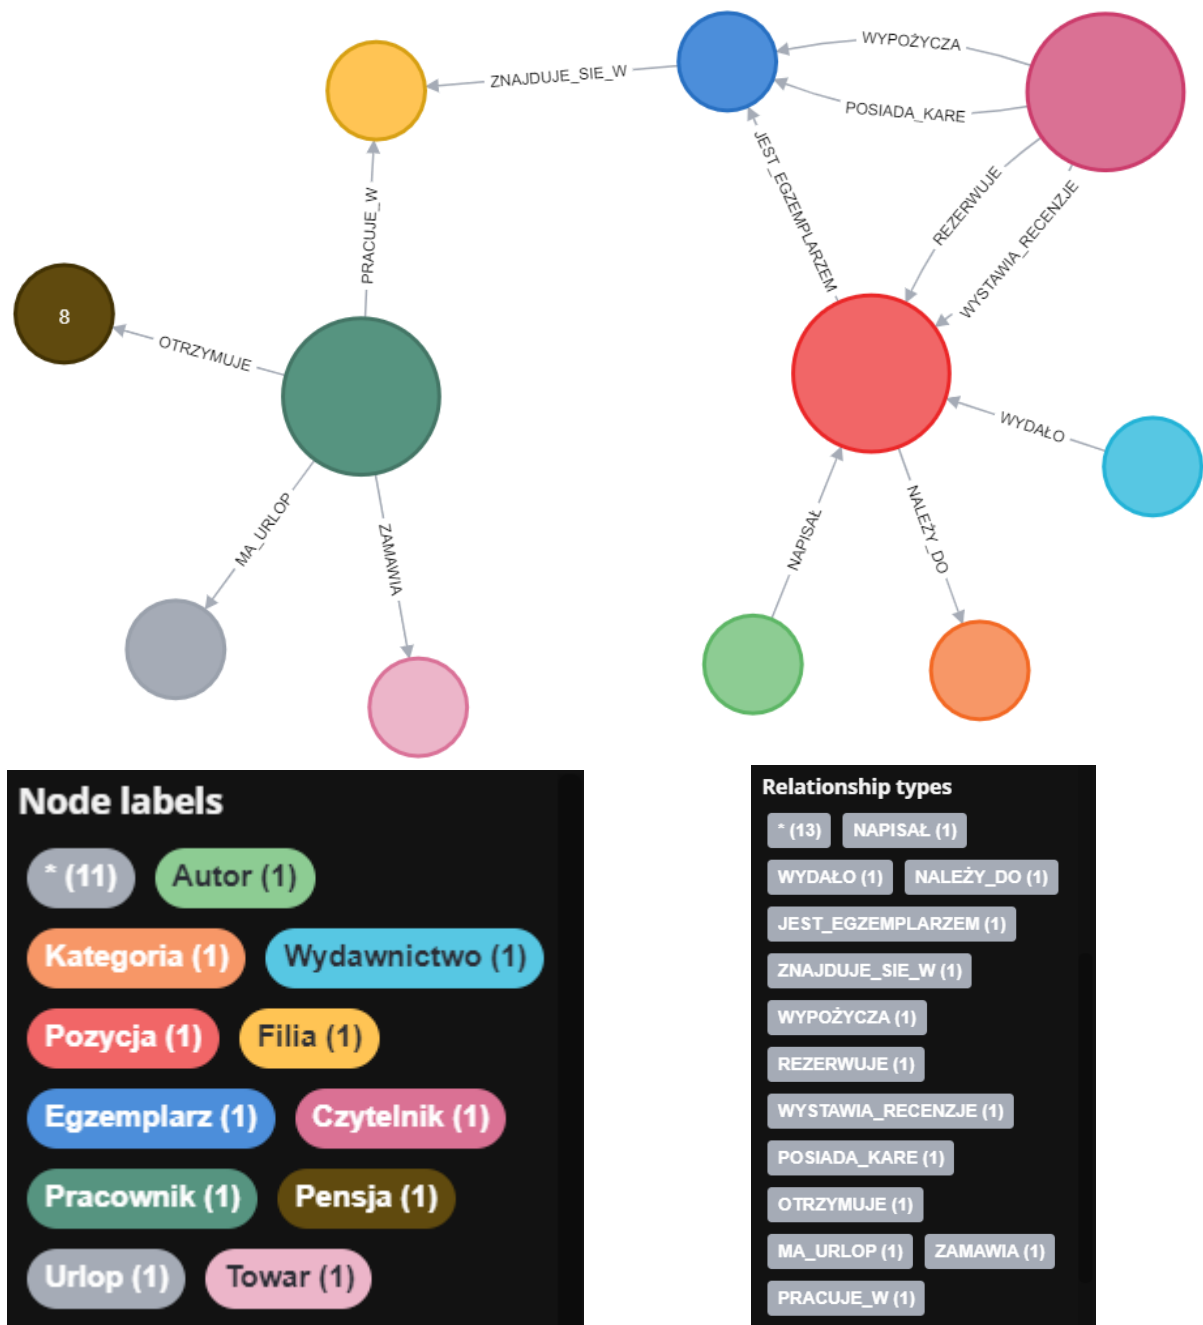 WYPOŻYCZA
ZNAJDUJE_SIE_W
POSIADA_KARE
JEST_EGZEMPLARZEM
REZERWUJE
WYSTAWIA_RECENZJE
PRACUJE_W
8
OTRZYMUJE
WYDAŁO
MA_URLOP
ZAMAWIA
NAPISAŁ
NALEŻY_DO
Node labels
* (11) Autor (1)
Kategoria (1) Wydawnictwo (1)
Pozycja (1) Filia (1)
Egzemplarz (1) Czytelnik (1)
Pracownik (1) Pensja (1)
Urlop (1) Towar (1)
Relationship types
* (13) NAPISAŁ (1)
WYDAŁO (1) NALEŻY_DO (1)
JEST_EGZEMPLARZEM (1)
ZNAJDUJE_SIE_W (1)
WYPOŻYCZA (1)
REZERWUJE (1)
WYSTAWIA_RECENZJE (1)
POSIADA_KARE (1)
OTRZYMUJE (1)
MA_URLOP (1) ZAMAWIA (1)
PRACUJE_W (1)